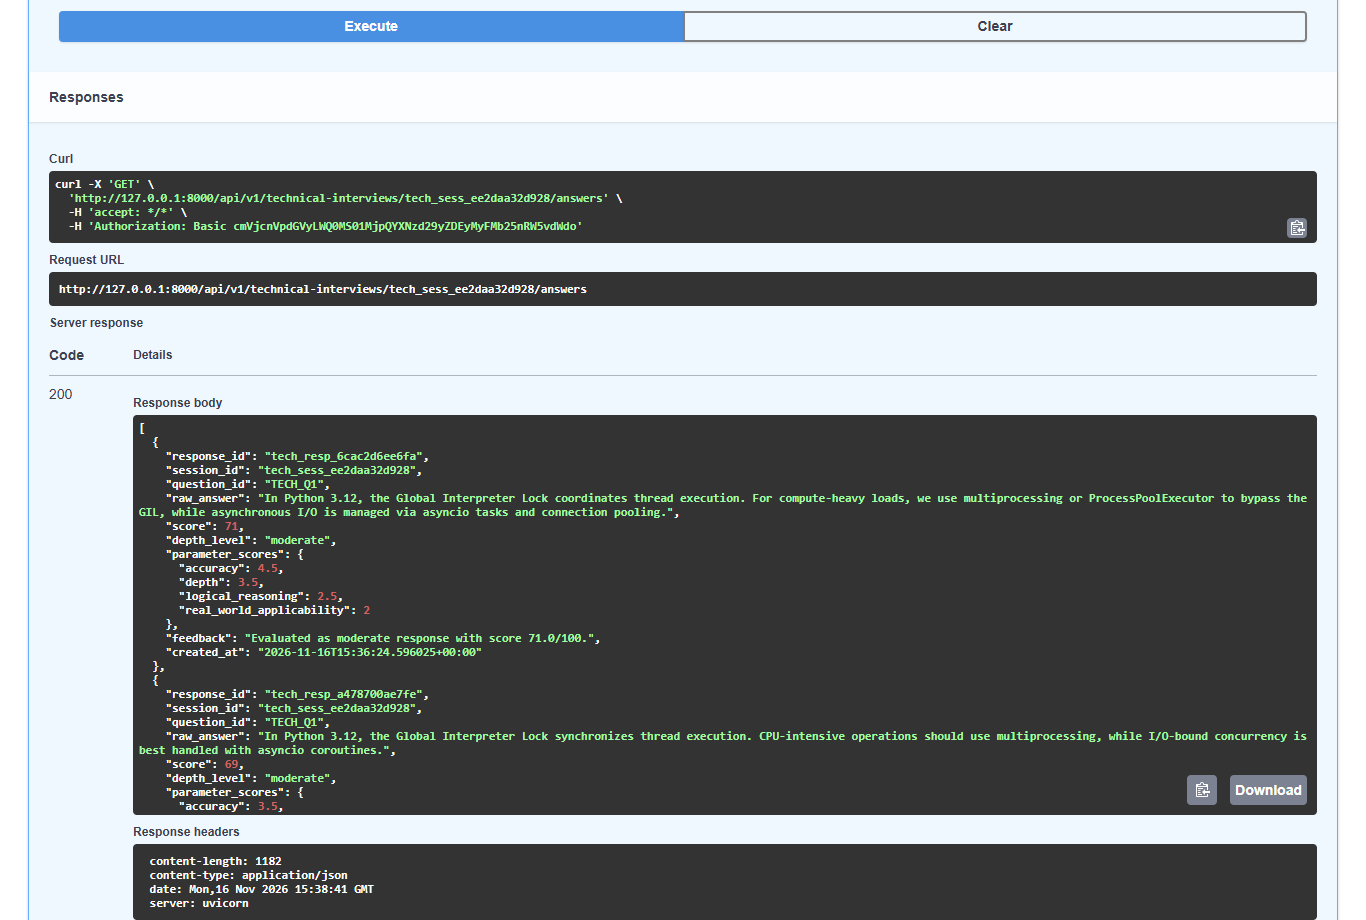 Execute
Clear
Responses
Curl
curl -X 'GET' \
'http://127.0.0.1:8000/api/v1/technical-interviews/tech_sess_ee2daa32d928/answers' \
-H 'accept: */*' \
-H 'Authorization: Basic cmVjcnVpdGVyLWQ0MS01MjpQYXNzd29yZDEyMyFMb25nRW5vdWdo'
Request URL
http://127.0.0.1:8000/api/v1/technical-interviews/tech_sess_ee2daa32d928/answers
Server response
Code Details
200
Response body
[
{
"response_id": "tech_resp_6cac2d6ee6fa",
"session_id": "tech_sess_ee2daa32d928",
"question_id": "TECH_Q1",
"raw_answer": "In Python 3.12, the Global Interpreter Lock coordinates thread execution. For compute-heavy loads, we use multiprocessing or ProcessPoolExecutor to bypass the
GIL, while asynchronous I/O is managed via asyncio tasks and connection pooling.",
"score": 71,
"depth_level": "moderate",
"parameter_scores": {
"accuracy": 4.5,
"depth": 3.5,
"logical_reasoning": 2.5,
"real_world_applicability": 2
},
"feedback": "Evaluated as moderate response with score 71.0/100.",
"created_at": "2026-11-16T15:36:24.596025+00:00"
},
{
"response_id": "tech_resp_a478700ae7fe",
"session_id": "tech_sess_ee2daa32d928",
"question_id": "TECH_Q1",
"raw_answer": "In Python 3.12, the Global Interpreter Lock synchronizes thread execution. CPU-intensive operations should use multiprocessing, while I/O-bound concurrency is
best handled with asyncio coroutines.",
"score": 69,
"depth_level": "moderate",
"parameter_scores": {
"accuracy": 3.5,
Download
Response headers
content-length: 1182
content-type: application/json
date: Mon,16 Nov 2026 15:38:41 GMT
server: uvicorn